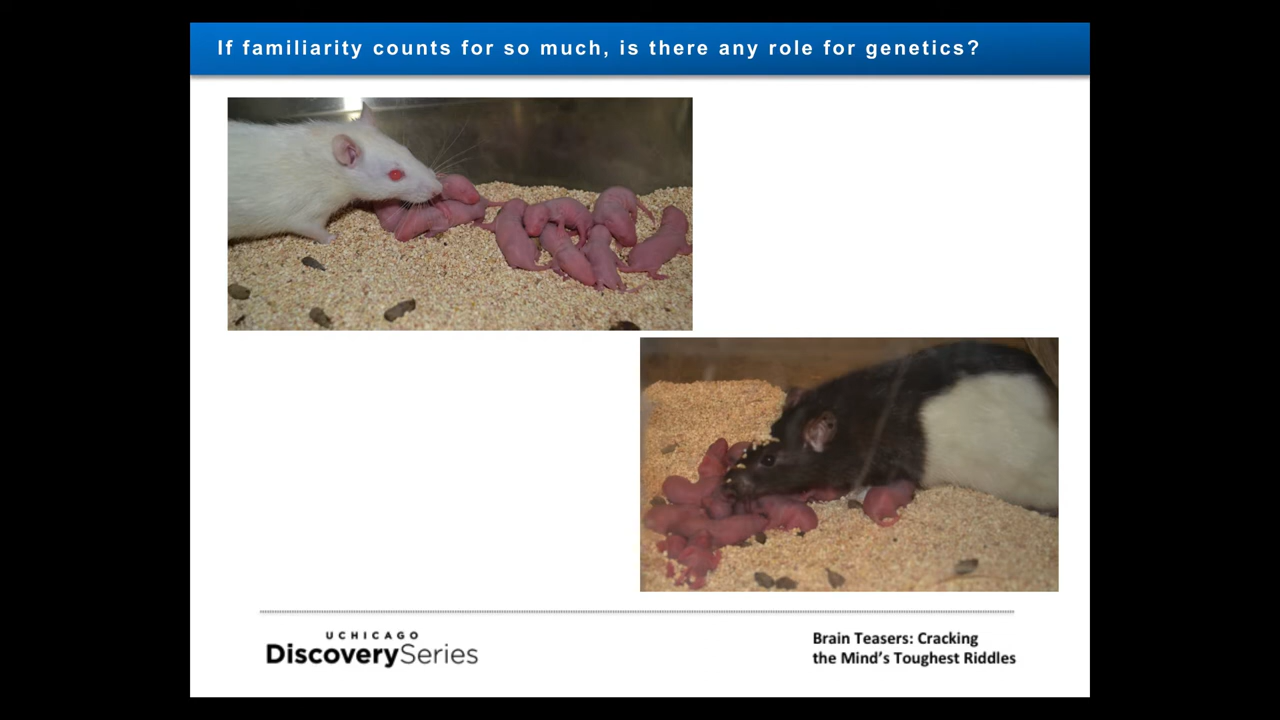 If familiarity counts for so much, is there any role for genetics?
UCHICAGO
DiscoverySeries
Brain Teasers: Cracking
the Mind's Toughest Riddles